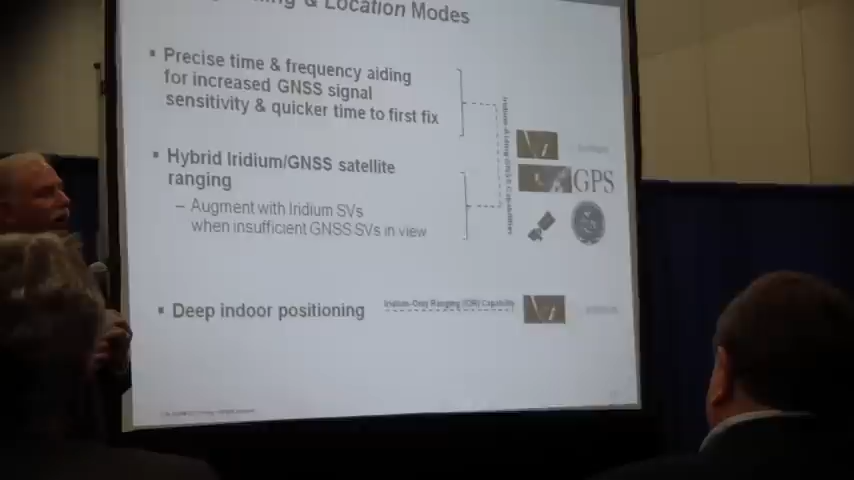 & Location Modes
▪ Precise time & frequency aiding
for increased GNSS signal
sensitivity & quicker time to first fix
▪ Hybrid Iridium/GNSS satellite
ranging
– Augment with Iridium SVs
when insufficient GNSS SVs in view
GPS
▪ Deep indoor positioning
Iridium-Only Ranging (IOR) Capability